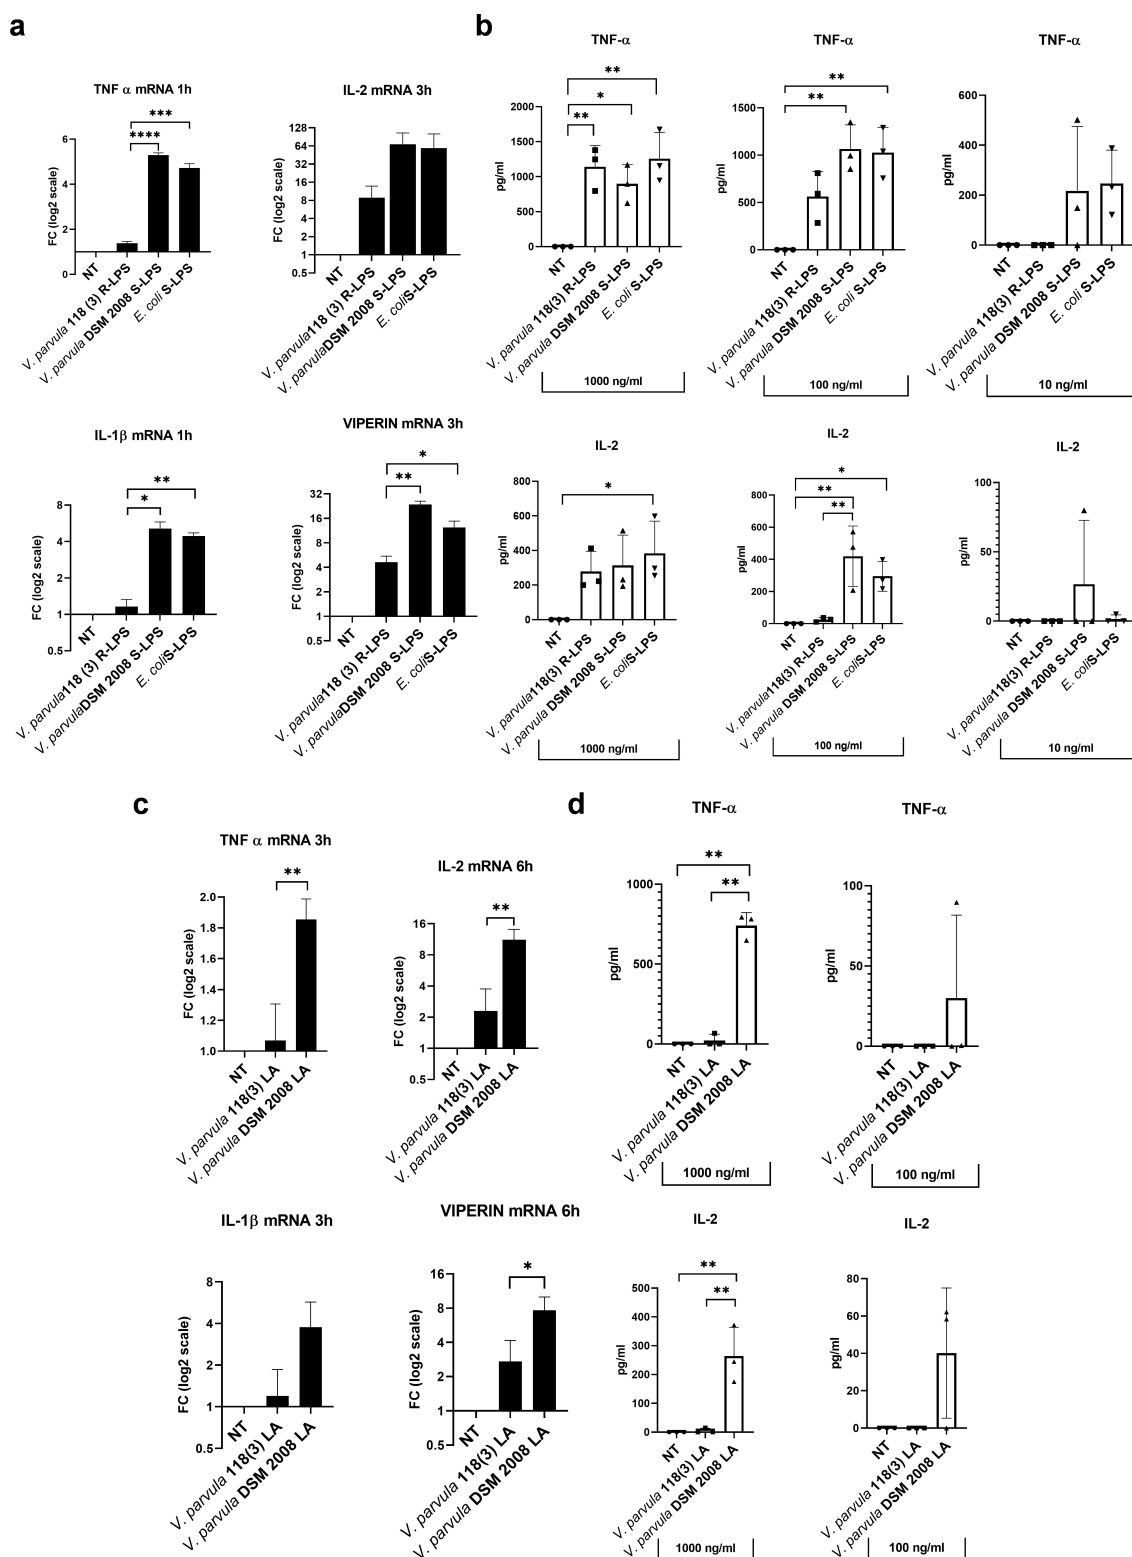 a
TNF α mRNA 1h
FC (log2 scale)
6
4
2
0
***
****
NT
V. parvula 118 (3) R-LPS
V. parvula DSM 2008 S-LPS
E. coli S-LPS
IL-2 mRNA 3h
FC (log2 scale)
128
64
32
16
8
4
2
1
0.5
NT
V. parvula118 (3) R-LPS
V. parvulaDSM 2008 S-LPS
E. coliS-LPS
IL-1β mRNA 1h
FC (log2 scale)
8
4
2
1
0.5
**
*
NT
V. parvula118 (3) R-LPS
V. parvulaDSM 2008 S-LPS
E. coliS-LPS
VIPERIN mRNA 3h
FC (log2 scale)
32
16
8
4
2
1
0.5
*
**
NT
V. parvula 118 (3) R-LPS
V. parvulaDSM 2008 S-LPS
E. coliS-LPS
b
TNF-α
pg/ml
2000
1500
1000
500
0
**
*
**
NT
V. parvula 118(3) R-LPS
V. parvula DSM 2008 S-LPS
E. coli S-LPS
1000 ng/ml
TNF-α
pg/ml
1500
1000
500
0
**
**
NT
V. parvula 118(3) R-LPS
V. parvula DSM 2008 S-LPS
E. coli S-LPS
100 ng/ml
TNF-α
pg/ml
600
400
200
0
NT
V. parvula 118(3) R-LPS
V. parvula DSM 2008 S-LPS
E. coli S-LPS
10 ng/ml
IL-2
pg/ml
800
600
400
200
0
*
NT
V. parvula118(3) R-LPS
V. parvula DSM 2008 S-LPS
E. coli S-LPS
1000 ng/ml
IL-2
pg/ml
800
600
400
200
0
*
**
**
NT
V. parvula118(3) R-LPS
V. parvula DSM 2008 S-LPS
E. coliS-LPS
100 ng/ml
IL-2
pg/ml
100
50
0
NT
V. parvula118(3) R-LPS
V. parvula DSM 2008 S-LPS
E. coliS-LPS
10 ng/ml
c
TNF α mRNA 3h
FC (log2 scale)
2.0
1.8
1.6
1.4
1.2
1.0
**
NT
V. parvula 118(3) LA
V. parvula DSM 2008 LA
IL-2 mRNA 6h
FC (log2 scale)
16
8
4
2
1
0.5
**
NT
V. parvula 118(3) LA
V. parvula DSM 2008 LA
IL-1β mRNA 3h
FC (log2 scale)
8
4
2
1
0.5
NT
V. parvula 118(3) LA
V. parvula DSM 2008 LA
VIPERIN mRNA 6h
FC (log2 scale)
16
8
4
2
1
0.5
*
NT
V. parvula 118(3) LA
V. parvula DSM 2008 LA
d
TNF-α
pg/ml
1000
500
0
**
**
NT
V. parvula 118(3) LA
V. parvula DSM 2008 LA
1000 ng/ml
TNF-α
pg/ml
100
50
0
NT
V. parvula 118(3) LA
V. parvula DSM 2008 LA
100 ng/ml
IL-2
pg/ml
500
400
300
200
100
0
**
**
NT
V. parvula 118(3) LA
V. parvula DSM 2008 LA
1000 ng/ml
IL-2
pg/ml
80
60
40
20
0
NT
V. parvula 118(3) LA
V. parvula DSM 2008 LA
100 ng/ml